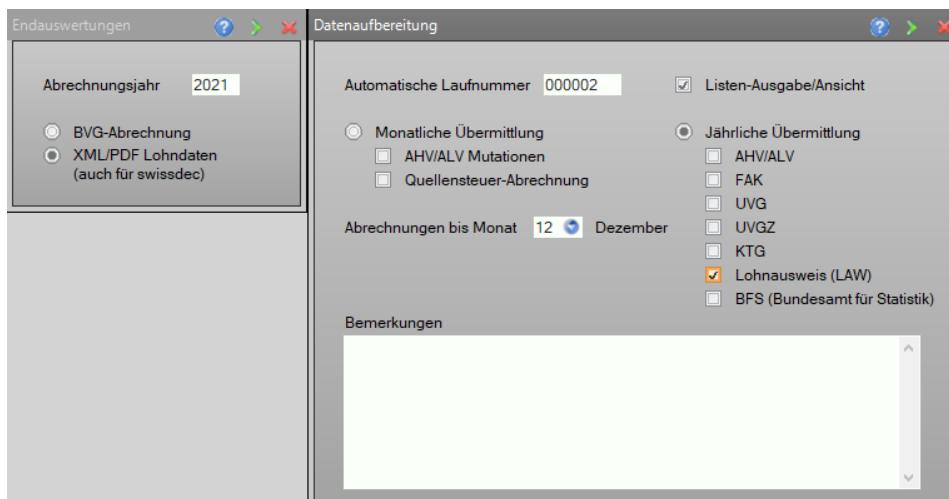 Endauswertungen
Abrechnungsjahr 2021
BVG-Abrechnung
XML/PDF Lohndaten
(auch für swissdec)
Datenaufbereitung
Automatische Laufnummer 000002
Listen-Ausgabe/Ansicht
Monatliche Übermittlung
AHV/ALV Mutationen
Quellensteuer-Abrechnung
Jährliche Übermittlung
AHV/ALV
FAK
UVG
UVGZ
KTG
Lohnausweis (LAW)
BFS (Bundesamt für Statistik)
Abrechnungen bis Monat 12 Dezember
Bemerkungen